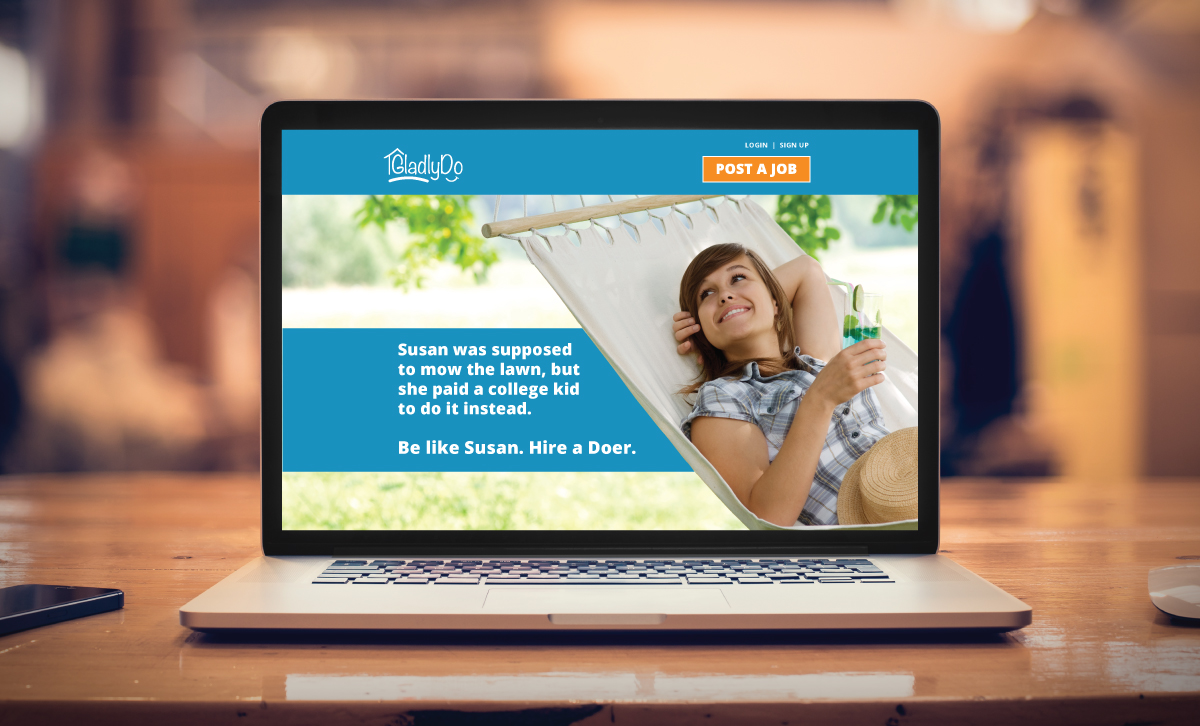 GladlyDo
LOGIN | SIGN UP
POST A JOB
Susan was supposed
to mow the lawn, but
she paid a college kid
to do it instead.
Be like Susan. Hire a Doer.